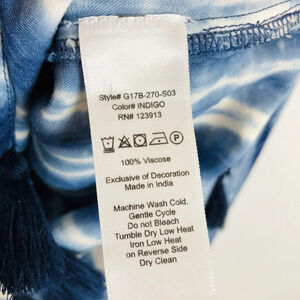 Style# G17B-270-S03
Color# INDIGO
RN# 123913
100% Viscose
Exclusive of Decoration
Made in India
Machine Wash Cold.
Gentle Cycle
Do not Bleach
Tumble Dry Low Heat
Iron Low Heat
on Reverse Side
Dry Clean